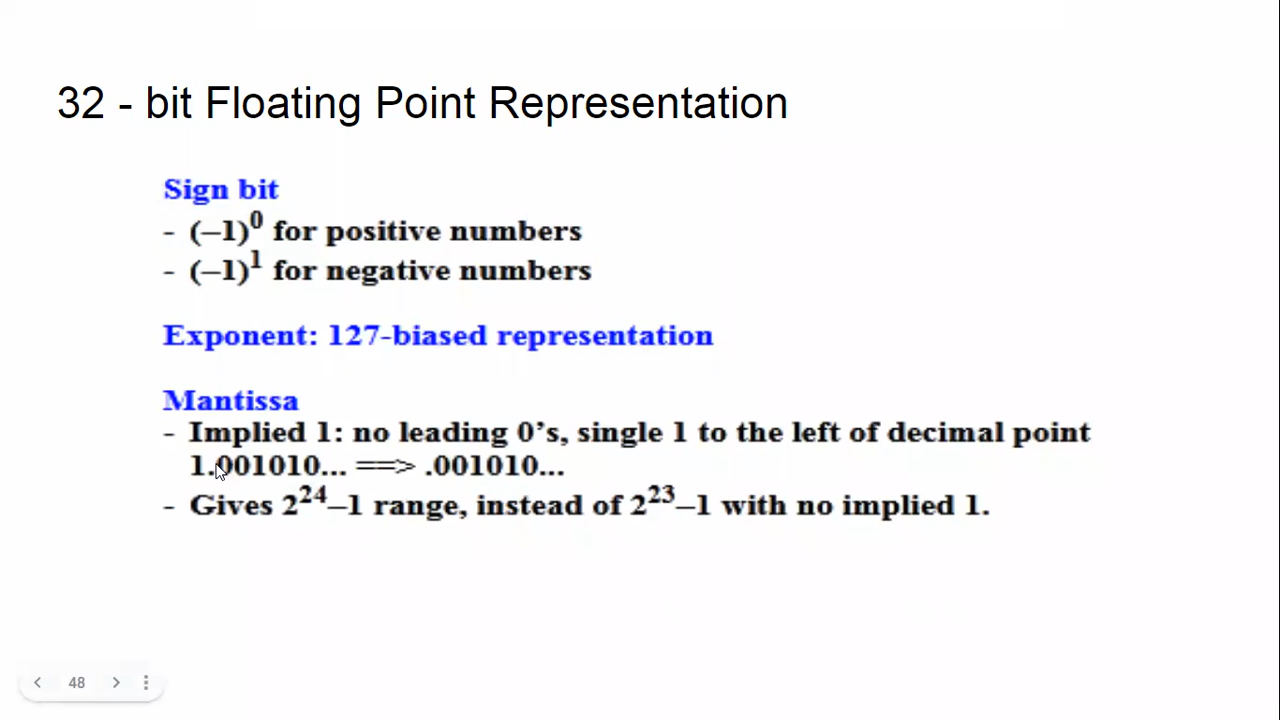 32 - bit Floating Point Representation
Sign bit
- (–1)⁰ for positive numbers
- (–1)¹ for negative numbers
Exponent: 127-biased representation
Mantissa
- Implied 1: no leading 0’s, single 1 to the left of decimal point
1.001010... ==> .001010...
- Gives 2²⁴–1 range, instead of 2²³–1 with no implied 1.
48